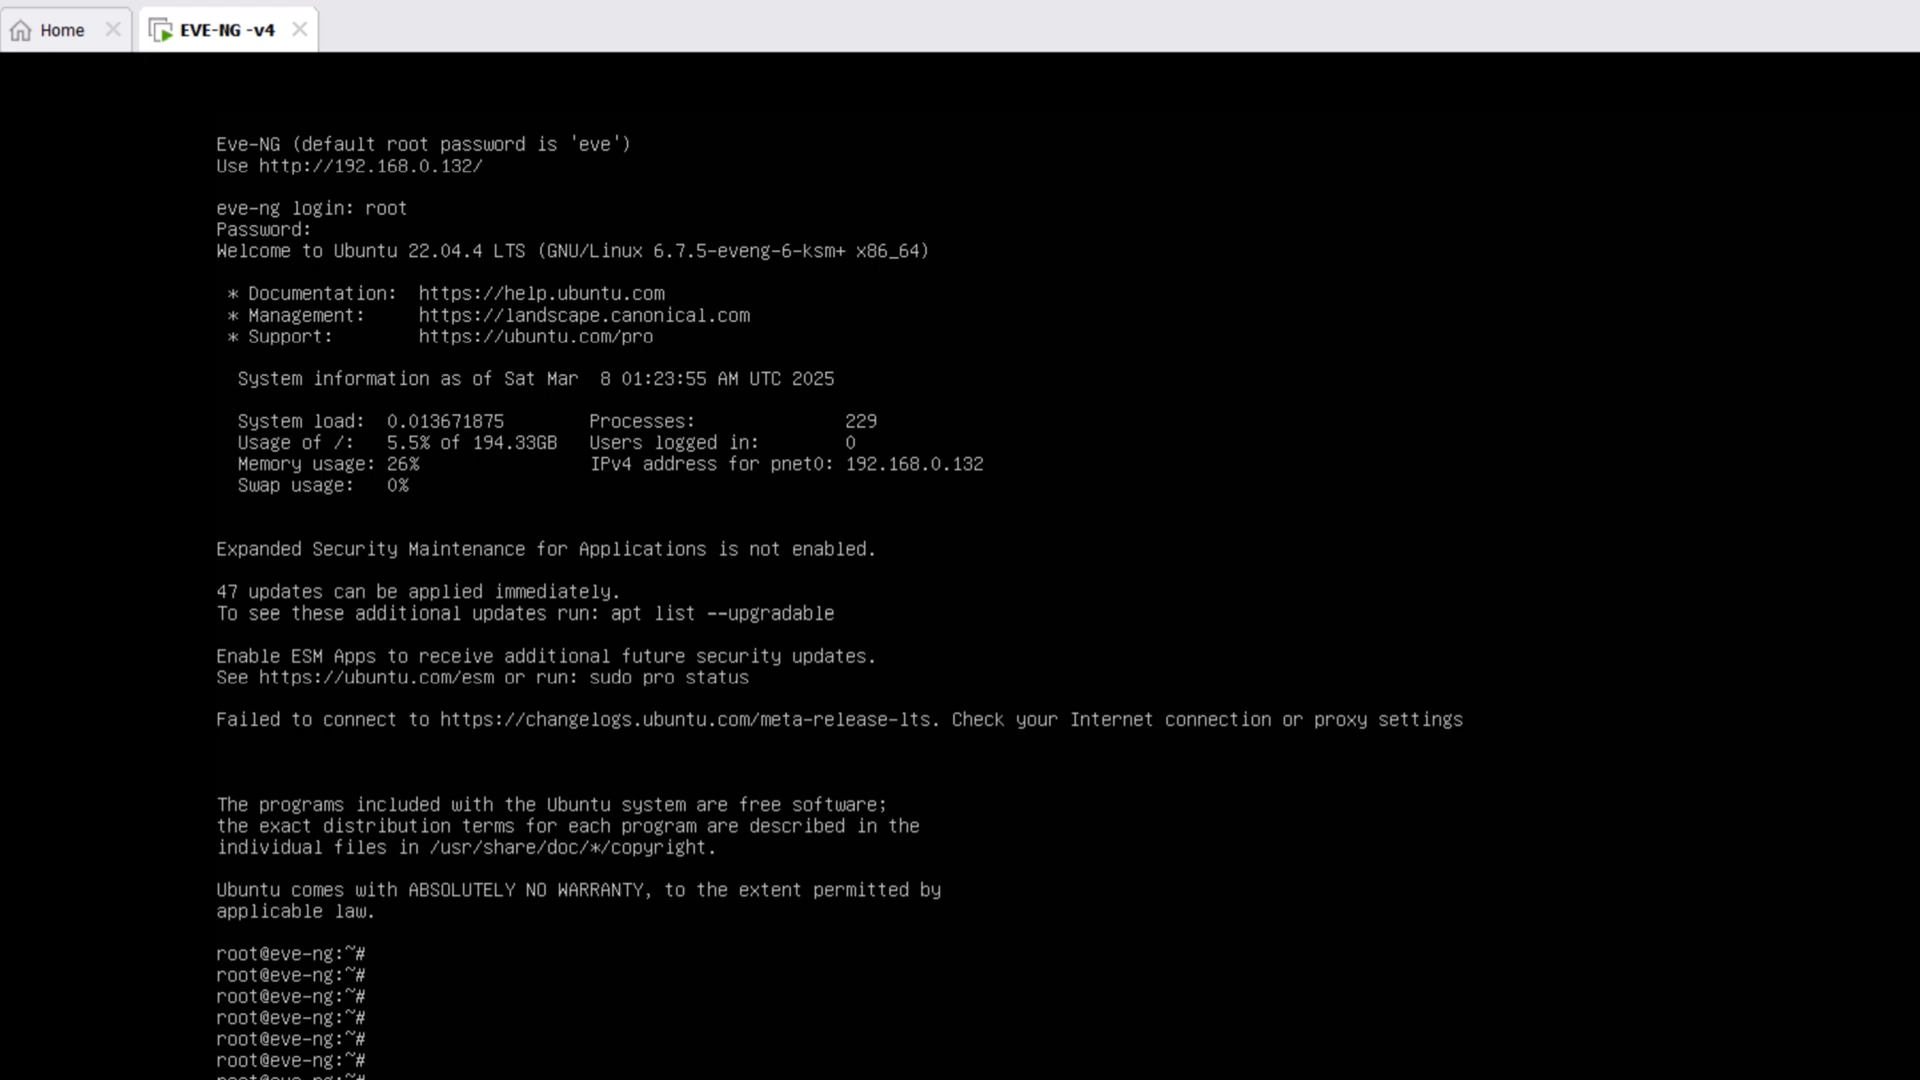 Home
EVE-NG -v4
Eve-NG (default root password is 'eve')
Use http://192.168.0.132/
eve-ng login: root
Password:
Welcome to Ubuntu 22.04.4 LTS (GNU/Linux 6.7.5-eveng-6-ksm+ x86_64)
* Documentation:  https://help.ubuntu.com
* Management:     https://landscape.canonical.com
* Support:        https://ubuntu.com/pro
System information as of Sat Mar  8 01:23:55 AM UTC 2025
System load:  0.013671875        Processes:              229
Usage of /:   5.5% of 194.33GB   Users logged in:        0
Memory usage: 26%                IPv4 address for pnet0: 192.168.0.132
Swap usage:   0%
Expanded Security Maintenance for Applications is not enabled.
47 updates can be applied immediately.
To see these additional updates run: apt list --upgradable
Enable ESM Apps to receive additional future security updates.
See https://ubuntu.com/esm or run: sudo pro status
Failed to connect to https://changelogs.ubuntu.com/meta-release-lts. Check your Internet connection or proxy settings
The programs included with the Ubuntu system are free software;
the exact distribution terms for each program are described in the
individual files in /usr/share/doc/*/copyright.
Ubuntu comes with ABSOLUTELY NO WARRANTY, to the extent permitted by
applicable law.
root@eve-ng:~#
root@eve-ng:~#
root@eve-ng:~#
root@eve-ng:~#
root@eve-ng:~#
root@eve-ng:~#
root@eve-ng:~#